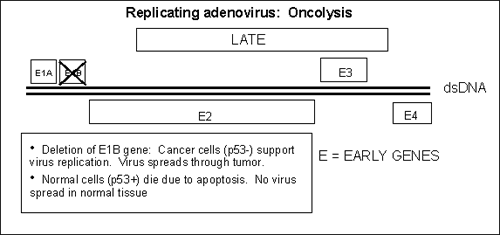 Replicating adenovirus: Oncolysis
LATE
E1A
E3
dsDNA
E2
E4
• Deletion of E1B gene: Cancer cells (p53-) support
virus replication. Virus spreads through tumor.
• Normal cells (p53+) die due to apoptosis. No virus
spread in normal tissue
E = EARLY GENES